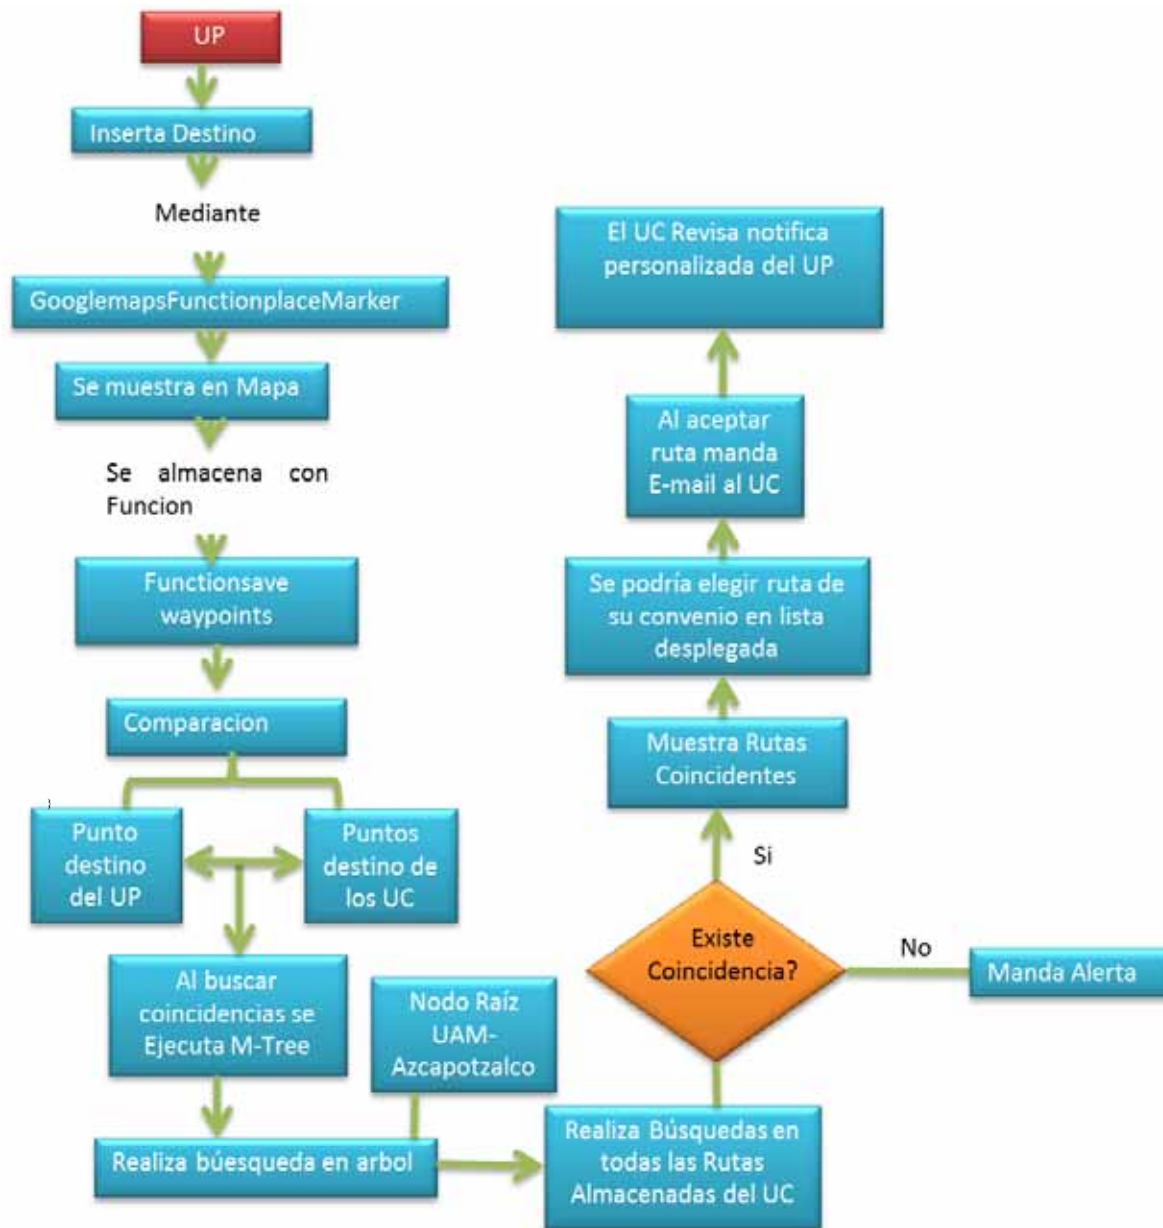 UP
Inserta Destino
Mediante
GooglemapsFunctionplaceMarker
Se muestra en Mapa
Se almacena con
Funcion
Functionsave
waypoints
Comparacion
Punto
destino
del UP
Puntos
destino de
los UC
Al buscar
coincidencias se
Ejecuta M-Tree
Nodo Raíz
UAM-
Azcapotzalco
Realiza búesqueda en arbol
Realiza Búsquedas en
todas las Rutas
Almacenadas del UC
Existe
Coincidencia?
No
Manda Alerta
Si
Muestra Rutas
Coincidentes
Se podría elegir ruta de
su convenio en lista
desplegada
Al aceptar
ruta manda
E-mail al UC
El UC Revisa notifica
personalizada del UP